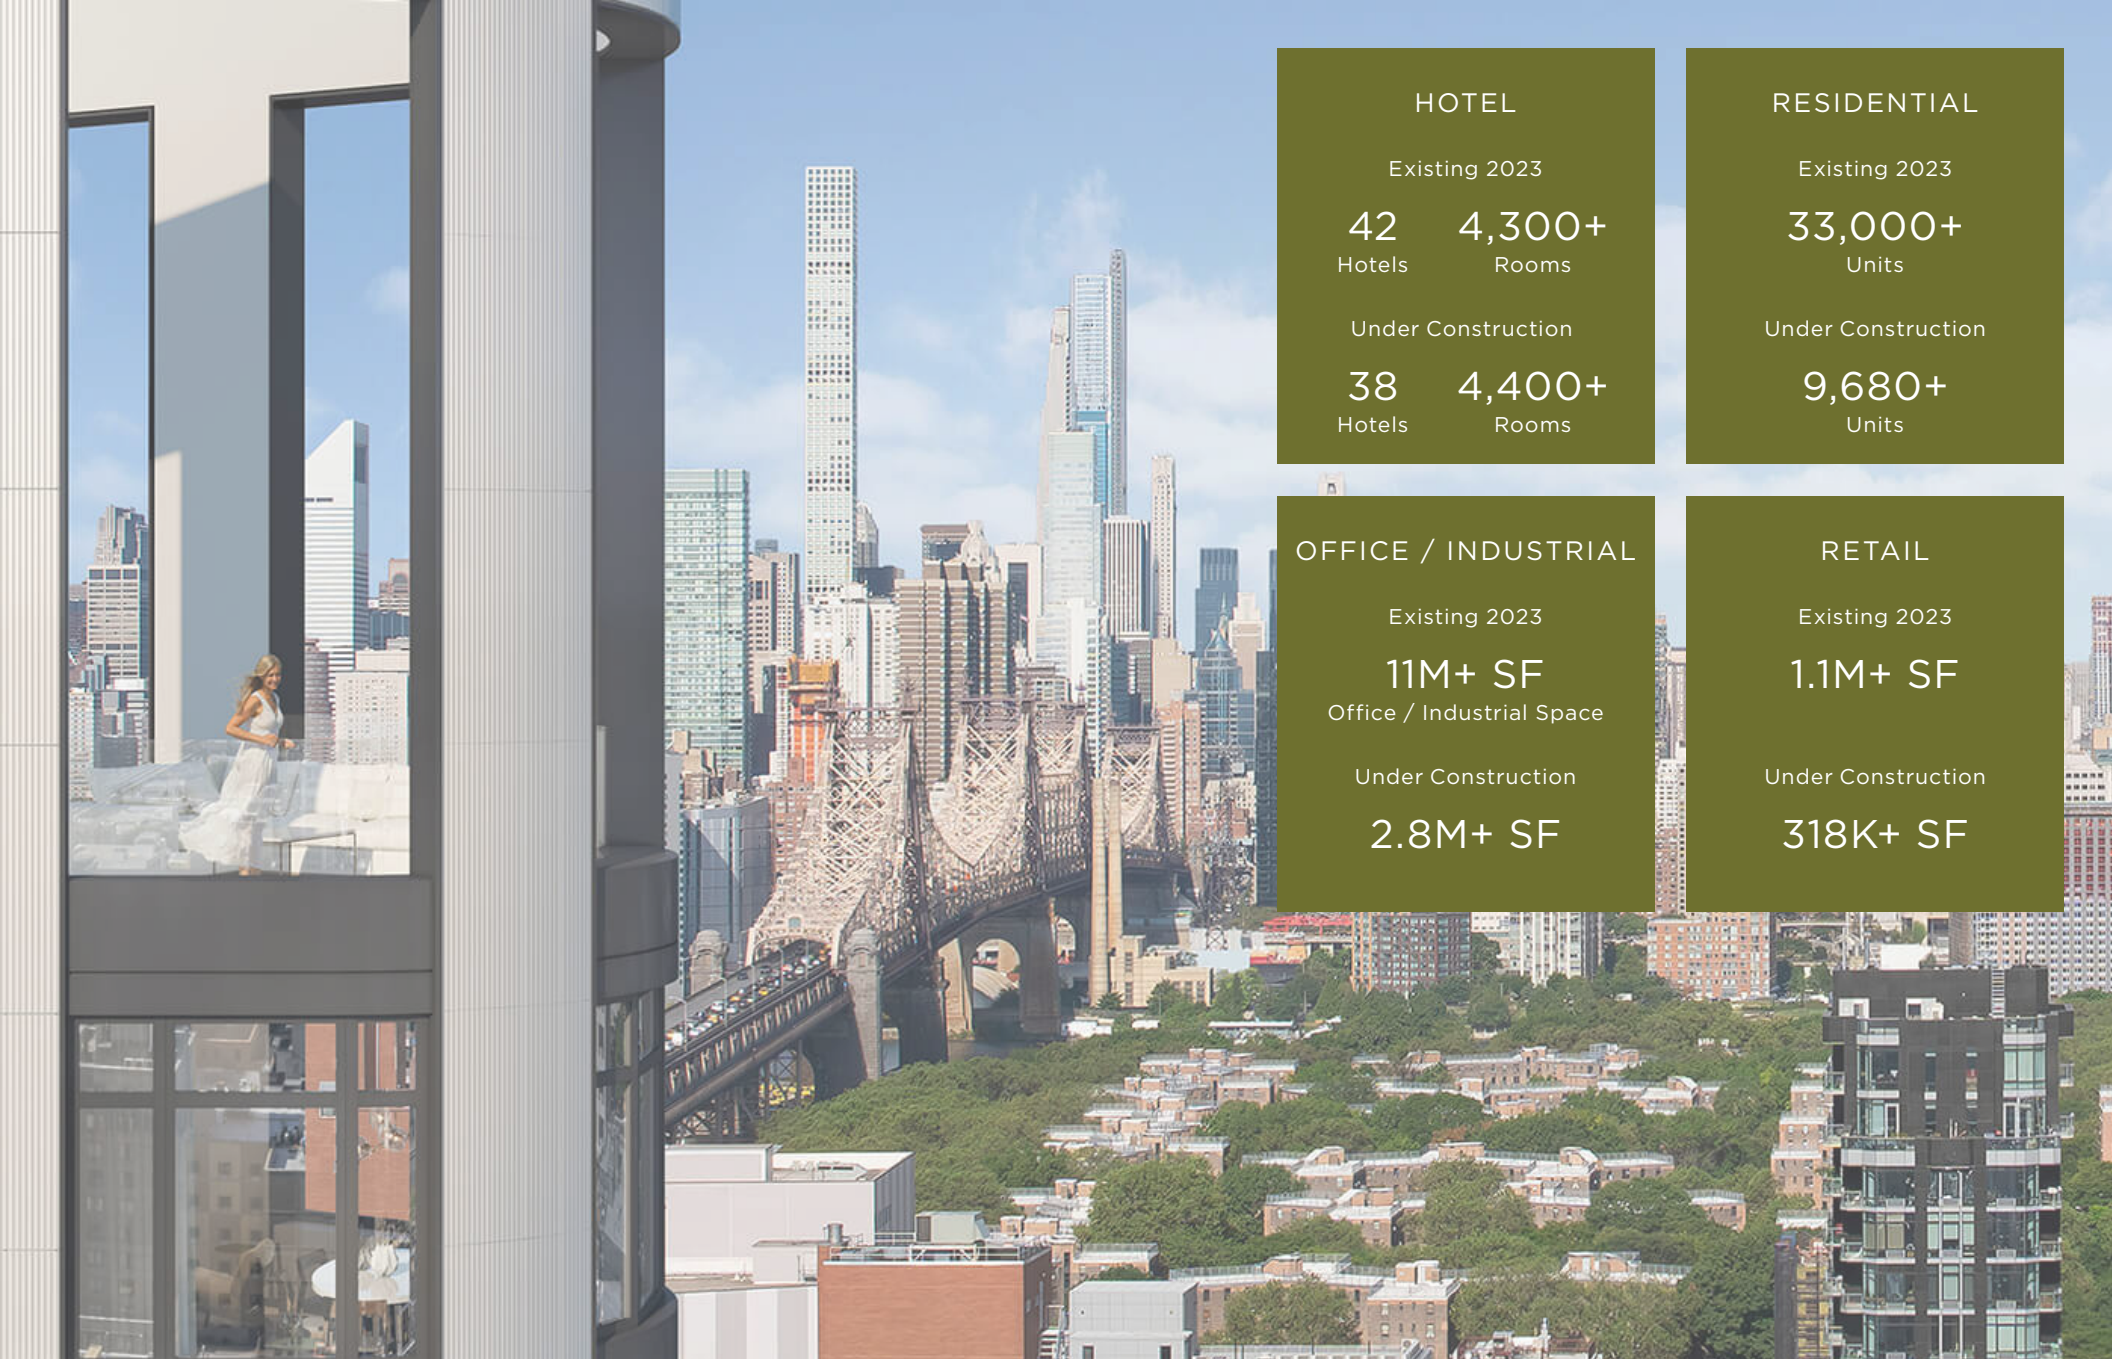 HOTEL
Existing 2023
42 4,300+
Hotels Rooms
Under Construction
38 4,400+
Hotels Rooms
RESIDENTIAL
Existing 2023
33,000+
Units
Under Construction
9,680+
Units
OFFICE / INDUSTRIAL
Existing 2023
11M+ SF
Office / Industrial Space
Under Construction
2.8M+ SF
RETAIL
Existing 2023
1.1M+ SF
Under Construction
318K+ SF